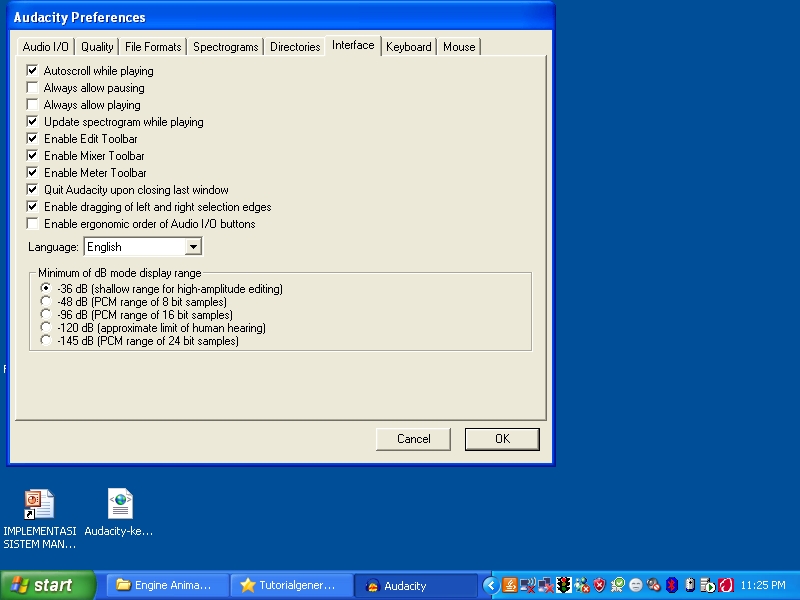 Audacity Preferences
Audio I/O Quality File Formats Spectrograms Directories Interface Keyboard Mouse
Autoscroll while playing
Always allow pausing
Always allow playing
Update spectrogram while playing
Enable Edit Toolbar
Enable Mixer Toolbar
Enable Meter Toolbar
Quit Audacity upon closing last window
Enable dragging of left and right selection edges
Enable ergonomic order of Audio I/O buttons
Language: English
Minimum of dB mode display range
-36 dB (shallow range for high-amplitude editing)
-48 dB (PCM range of 8 bit samples)
-96 dB (PCM range of 16 bit samples)
-120 dB (approximate limit of human hearing)
-145 dB (PCM range of 24 bit samples)
Cancel OK
IMPLEMENTASI
SISTEM MAN...
Audacity-ke...
start Engine Anima... Tutorialgener... Audacity 11:25 PM